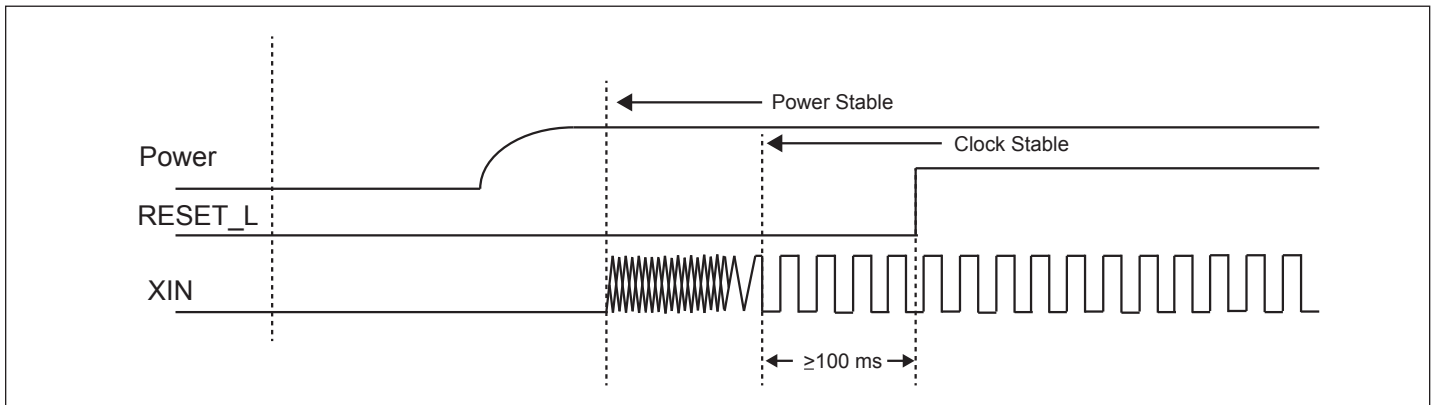 Power Stable
Clock Stable
Power
RESET_L
XIN
≥100 ms